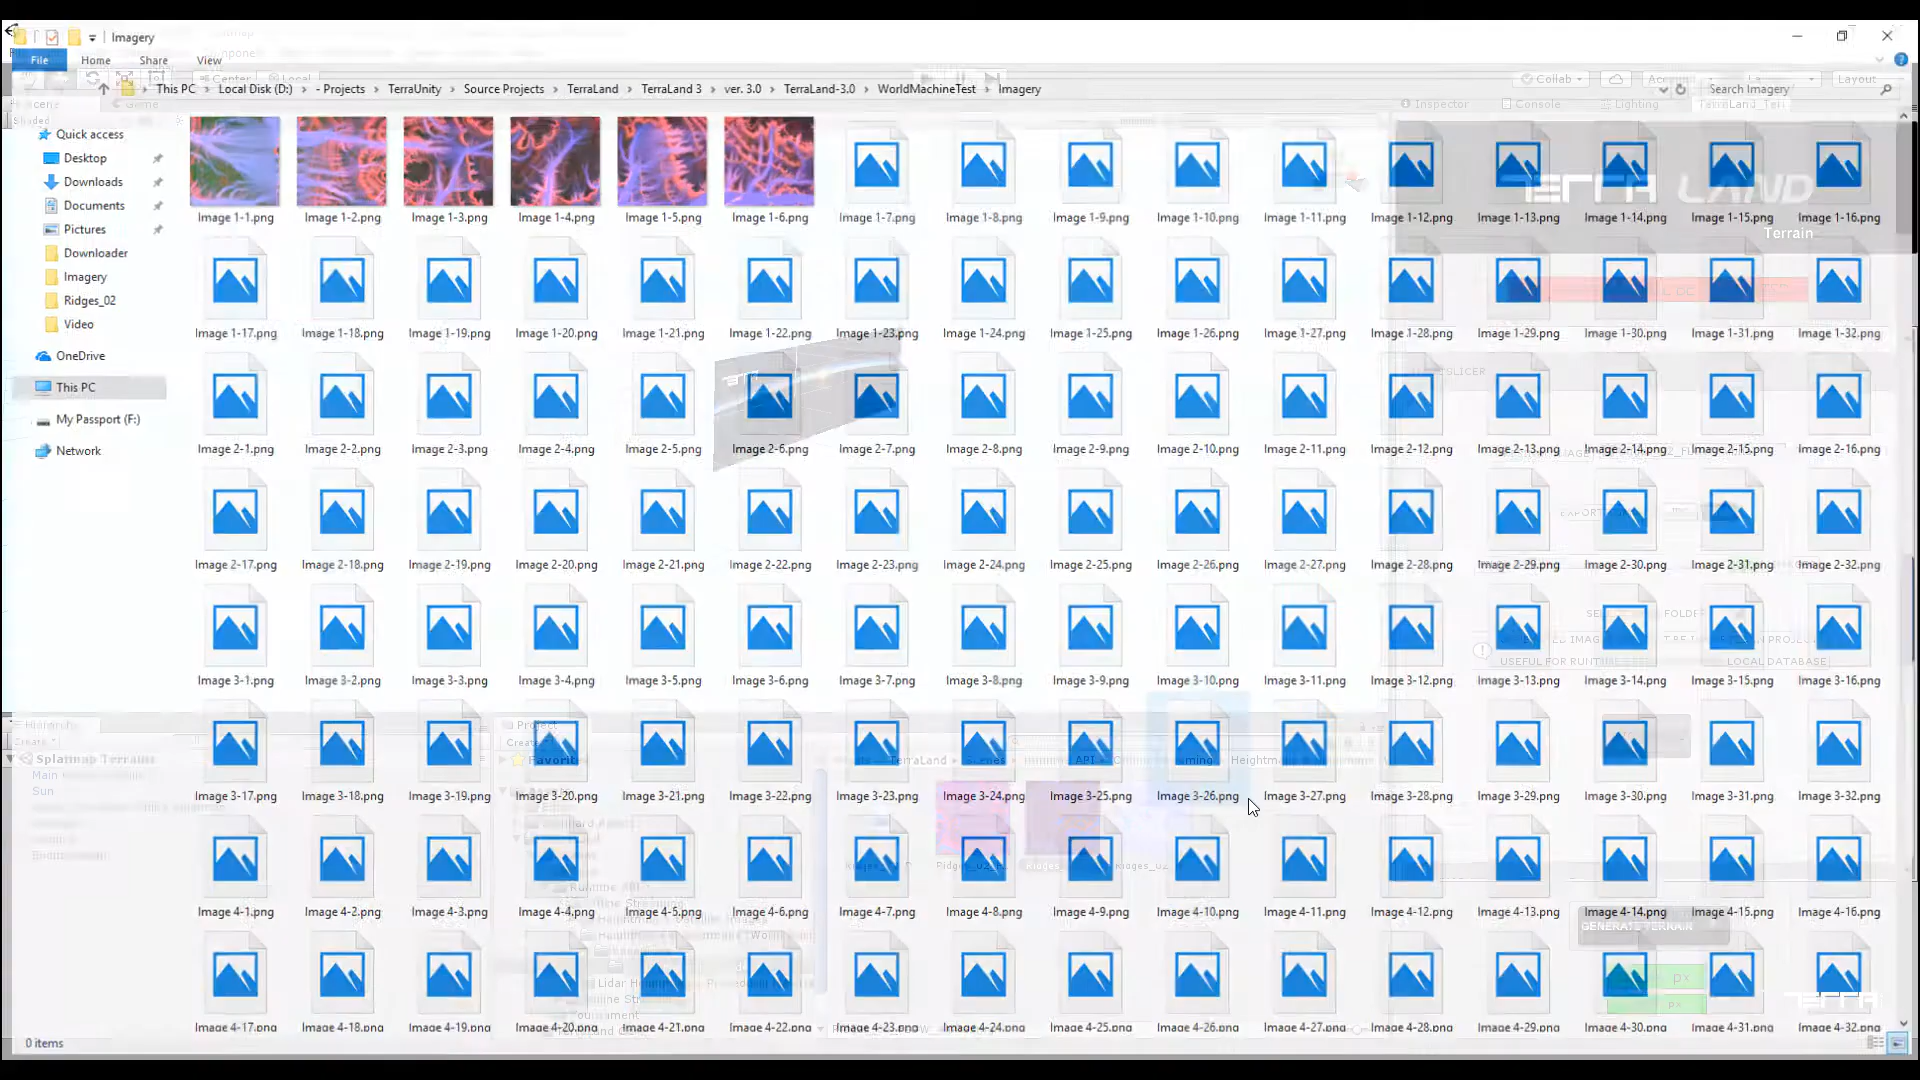 Imagery
File Home Share View
Center Local
Collab Layout
This PC Local Disk (D:) - Projects TerraUnity Source Projects TerraLand TerraLand 3 ver. 3.0 TerraLand-3.0 WorldMachineTest Imagery Search Imagery
Game Inspector Console Lighting TerraLand_Terr
Shaded
Quick access
Desktop
Downloads
Documents
Pictures
Downloader
Imagery
Ridges_02
Video
OneDrive
This PC
My Passport (F:)
Network
TERRA LAND
Terrain
Image 1-1.png Image 1-2.png Image 1-3.png Image 1-4.png Image 1-5.png Image 1-6.png Image 1-7.png Image 1-8.png Image 1-9.png Image 1-10.png Image 1-11.png Image 1-12.png Image 1-13.png Image 1-14.png Image 1-15.png Image 1-16.png
Image 1-17.png Image 1-18.png Image 1-19.png Image 1-20.png Image 1-21.png Image 1-22.png Image 1-23.png Image 1-24.png Image 1-25.png Image 1-26.png Image 1-27.png Image 1-28.png Image 1-29.png Image 1-30.png Image 1-31.png Image 1-32.png
SLICER
Image 2-1.png Image 2-2.png Image 2-3.png Image 2-4.png Image 2-5.png Image 2-6.png Image 2-7.png Image 2-8.png Image 2-9.png Image 2-10.png Image 2-11.png Image 2-12.png Image 2-13.png Image 2-14.png Image 2-15.png Image 2-16.png
Image 2-17.png Image 2-18.png Image 2-19.png Image 2-20.png Image 2-21.png Image 2-22.png Image 2-23.png Image 2-24.png Image 2-25.png Image 2-26.png Image 2-27.png Image 2-28.png Image 2-29.png Image 2-30.png Image 2-31.png Image 2-32.png
FOLDER
USEFUL FOR RUNTIME LOCAL DATABASE
Image 3-1.png Image 3-2.png Image 3-3.png Image 3-4.png Image 3-5.png Image 3-6.png Image 3-7.png Image 3-8.png Image 3-9.png Image 3-10.png Image 3-11.png Image 3-12.png Image 3-13.png Image 3-14.png Image 3-15.png Image 3-16.png
Hierarchy Project
Create Create
Splatmap Terrains
TerraLand
Main
Sun
Image 3-17.png Image 3-18.png Image 3-19.png Image 3-20.png Image 3-21.png Image 3-22.png Image 3-23.png Image 3-24.png Image 3-25.png Image 3-26.png Image 3-27.png Image 3-28.png Image 3-29.png Image 3-30.png Image 3-31.png Image 3-32.png
Image 4-1.png Image 4-2.png Image 4-3.png Image 4-4.png Image 4-5.png Image 4-6.png Image 4-7.png Image 4-8.png Image 4-9.png Image 4-10.png Image 4-11.png Image 4-12.png Image 4-13.png Image 4-14.png Image 4-15.png Image 4-16.png
GENERATE TERRAIN
px
px
TERRA
Image 4-17.png Image 4-18.png Image 4-19.png Image 4-20.png Image 4-21.png Image 4-22.png Image 4-23.png Image 4-24.png Image 4-25.png Image 4-26.png Image 4-27.png Image 4-28.png Image 4-29.png Image 4-30.png Image 4-31.png Image 4-32.png
0 items